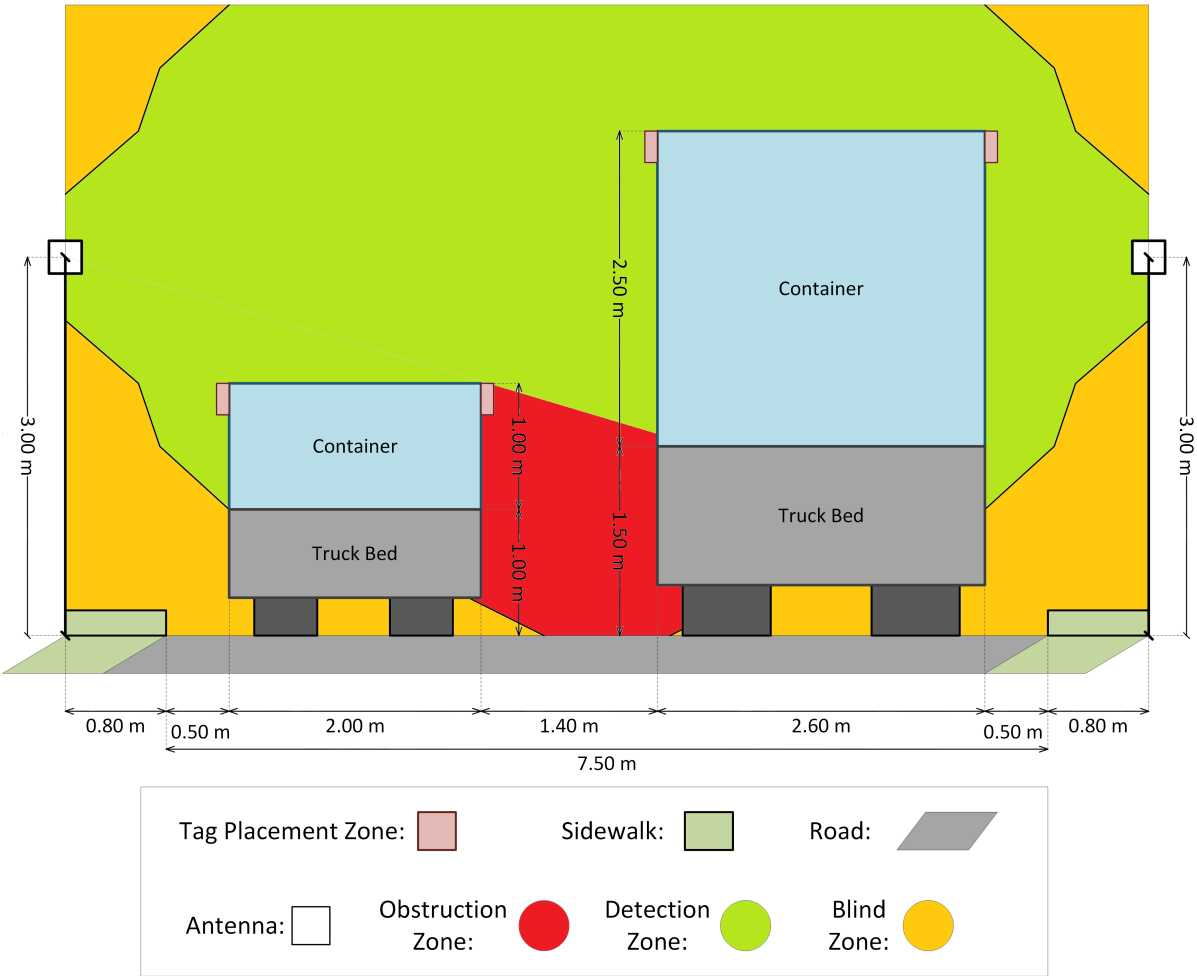 Container
2.50 m
3.00 m
3.00 m
1.00 m
Container
1.50 m
Truck Bed
1.00 m
Truck Bed
0.80 m
0.50 m
2.00 m
1.40 m
2.60 m
0.50 m
0.80 m
7.50 m
Tag Placement Zone:
Sidewalk:
Road:
Antenna:
Obstruction
Zone:
Detection
Zone:
Blind
Zone: